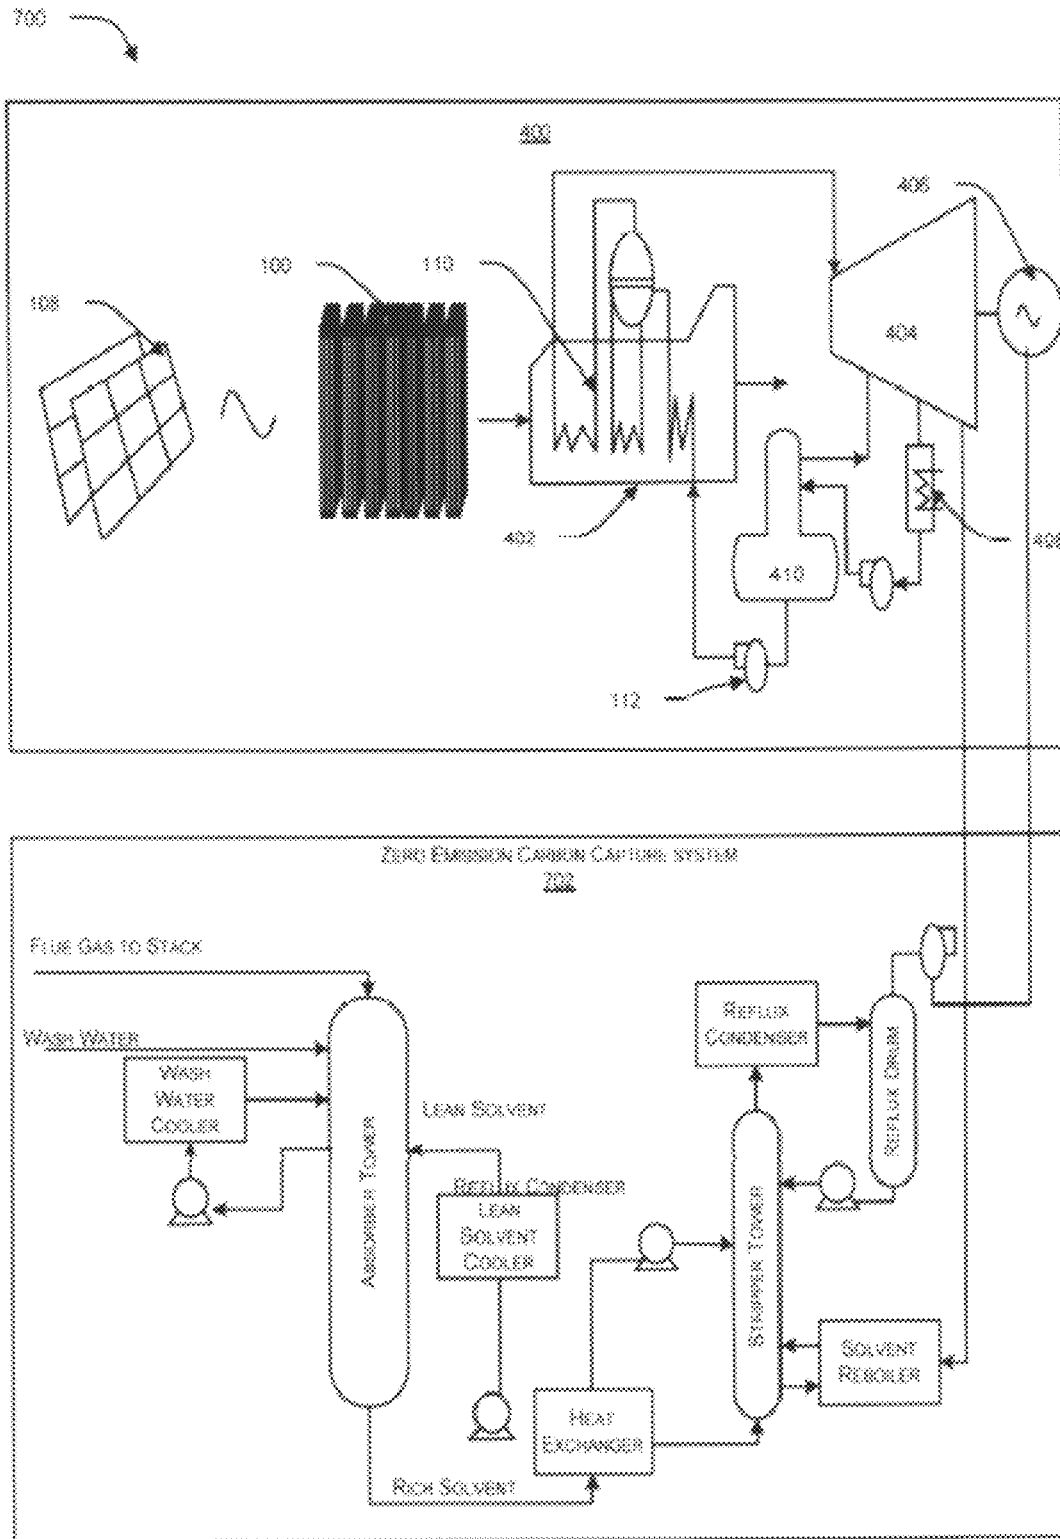 700
400
406
100
110
108
404
402
410
112
ZERO EMISSION CARBON CAPTURE SYSTEM
702
FLUE GAS TO STACK
WASH WATER
WASH
WATER
COOLER
ABSORBER TOWER
LEAN SOLVENT
REFLUX CONDENSER
LEAN
SOLVENT
COOLER
RICH SOLVENT
HEAT
EXCHANGER
STRIPPER TOWER
REFLUX
CONDENSER
REFLUX DRUM
SOLVENT
REBOILER